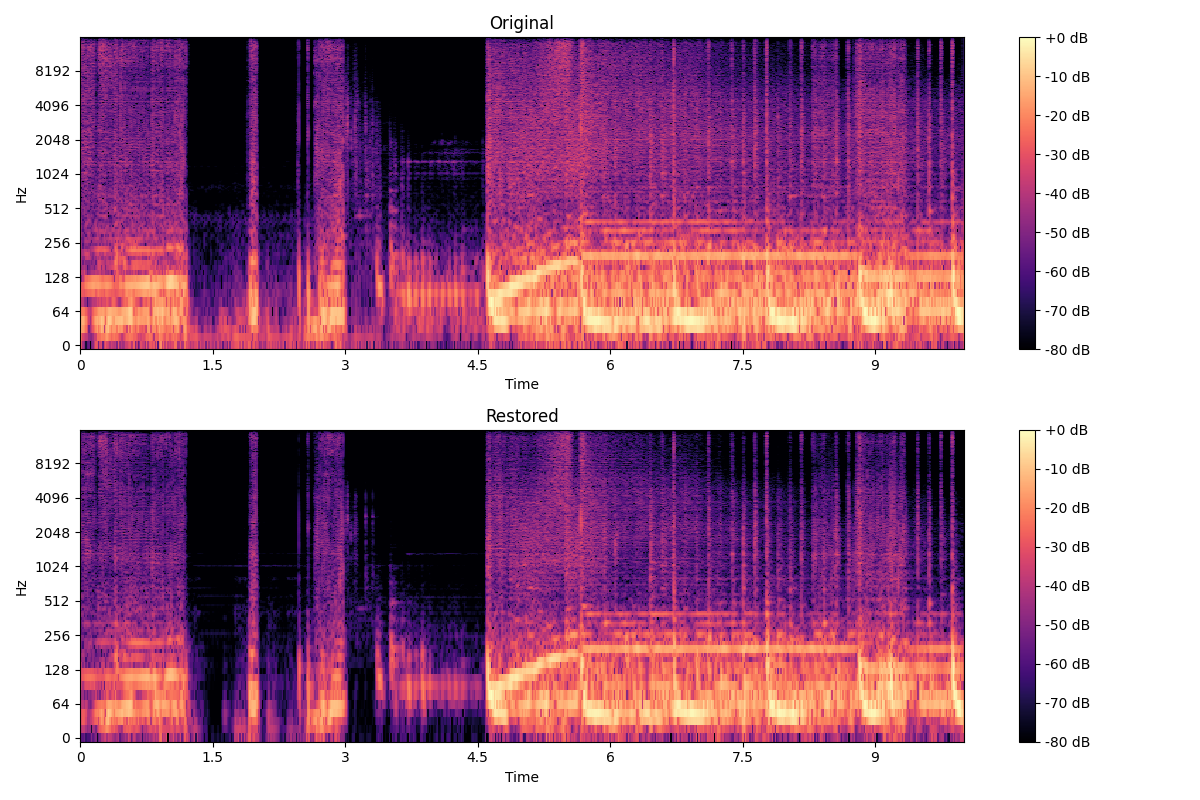 Original
8192
4096
2048
1024
512
256
128
64
0
Hz
0 1.5 3 4.5 6 7.5 9
Time
+0 dB
-10 dB
-20 dB
-30 dB
-40 dB
-50 dB
-60 dB
-70 dB
-80 dB
Restored
8192
4096
2048
1024
512
256
128
64
0
Hz
0 1.5 3 4.5 6 7.5 9
Time
+0 dB
-10 dB
-20 dB
-30 dB
-40 dB
-50 dB
-60 dB
-70 dB
-80 dB